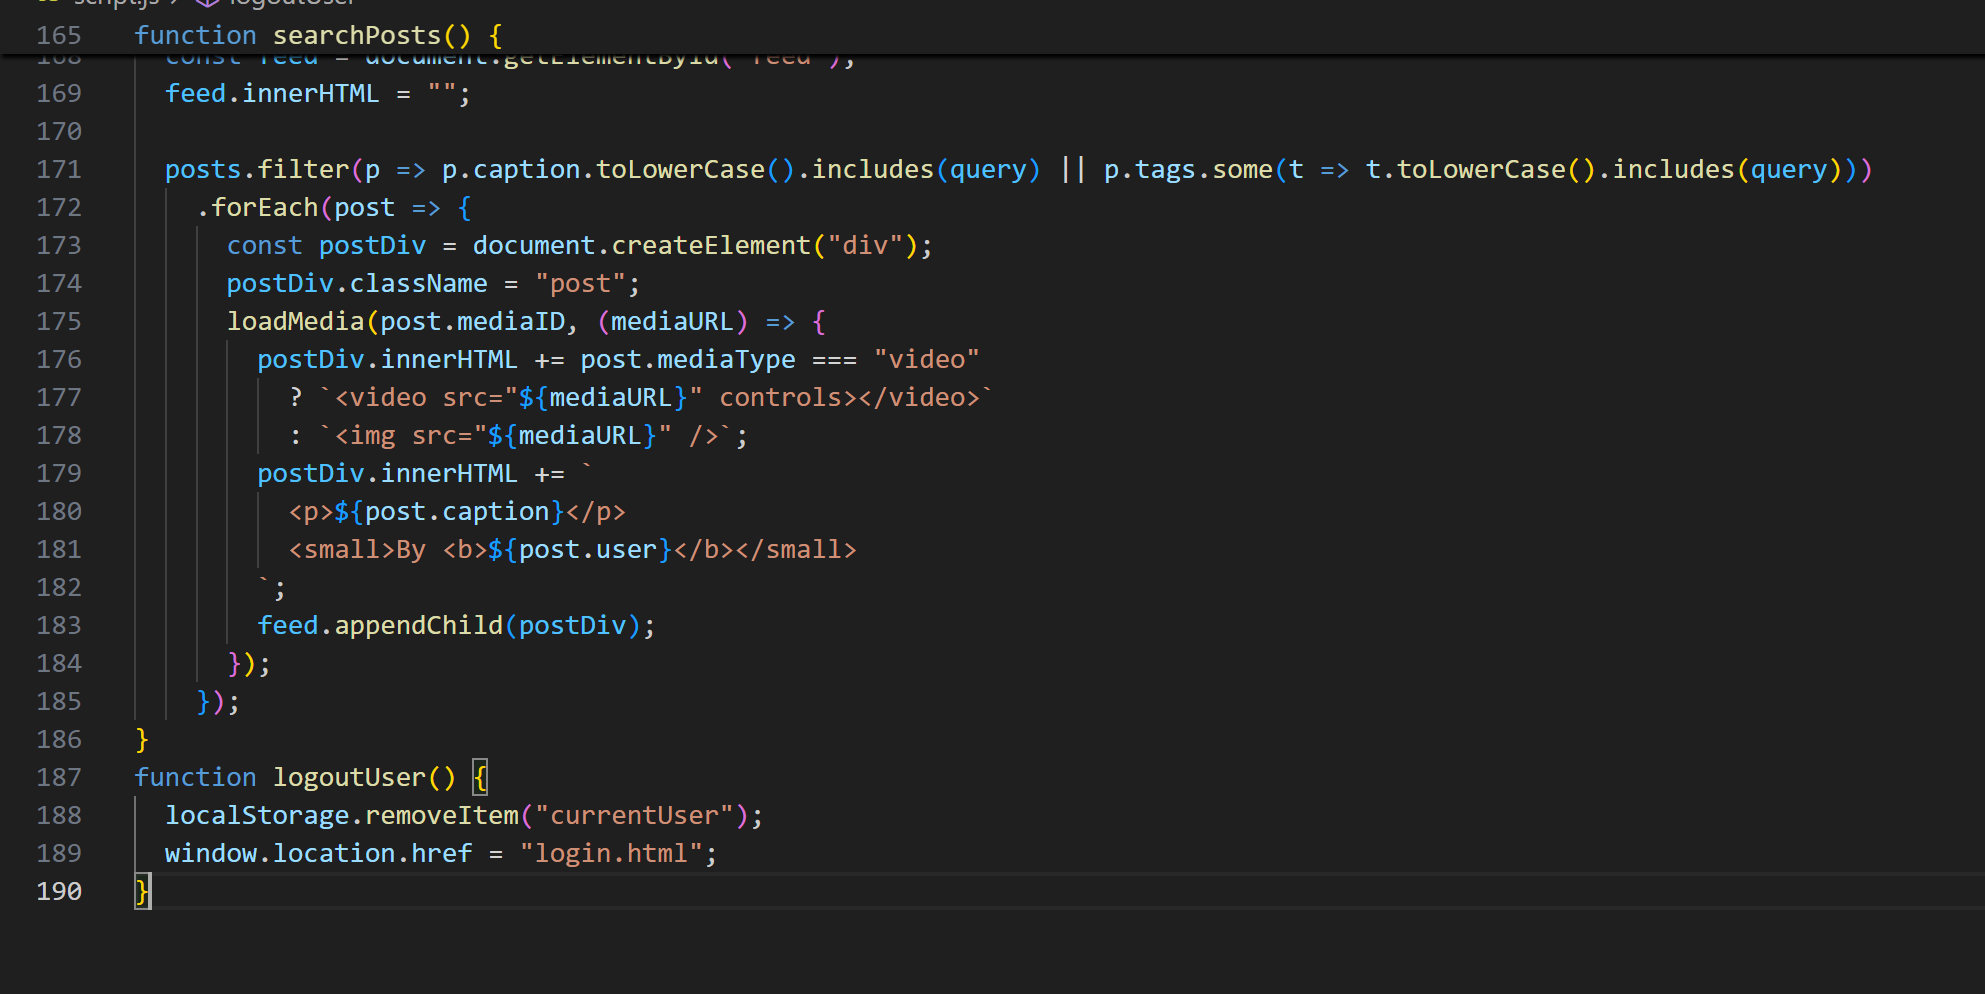 script.js > logoutUser
165 function searchPosts() {
168 const feed = document.getElementById("feed");
169 feed.innerHTML = "";
170
171 posts.filter(p => p.caption.toLowerCase().includes(query) || p.tags.some(t => t.toLowerCase().includes(query)))
172 .forEach(post => {
173 const postDiv = document.createElement("div");
174 postDiv.className = "post";
175 loadMedia(post.mediaID, (mediaURL) => {
176 postDiv.innerHTML += post.mediaType === "video"
177 ? `<video src="${mediaURL}" controls></video>`
178 : `<img src="${mediaURL}" />`;
179 postDiv.innerHTML += `
180 <p>${post.caption}</p>
181 <small>By <b>${post.user}</b></small>
182 `;
183 feed.appendChild(postDiv);
184 });
185 });
186 }
187 function logoutUser() {
188 localStorage.removeItem("currentUser");
189 window.location.href = "login.html";
190 }